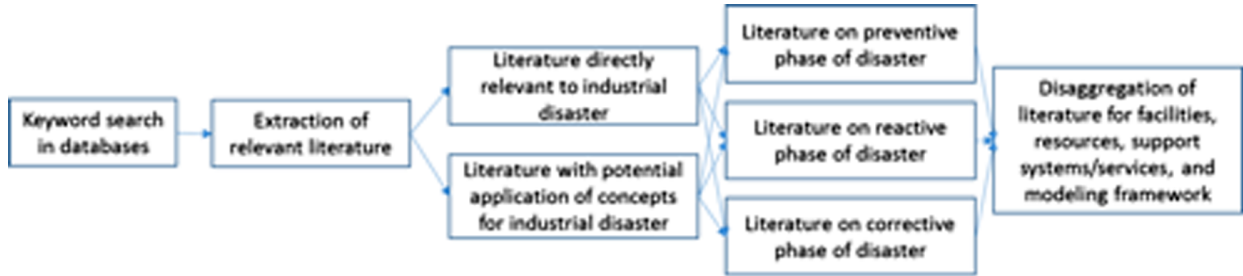 Keyword search
in databases
Extraction of
relevant literature
Literature directly
relevant to industrial
disaster
Literature with potential
application of concepts
for industrial disaster
Literature on preventive
phase of disaster
Literature on reactive
phase of disaster
Literature on corrective
phase of disaster
Disaggregation of
literature for facilities,
resources, support
systems/services, and
modeling framework